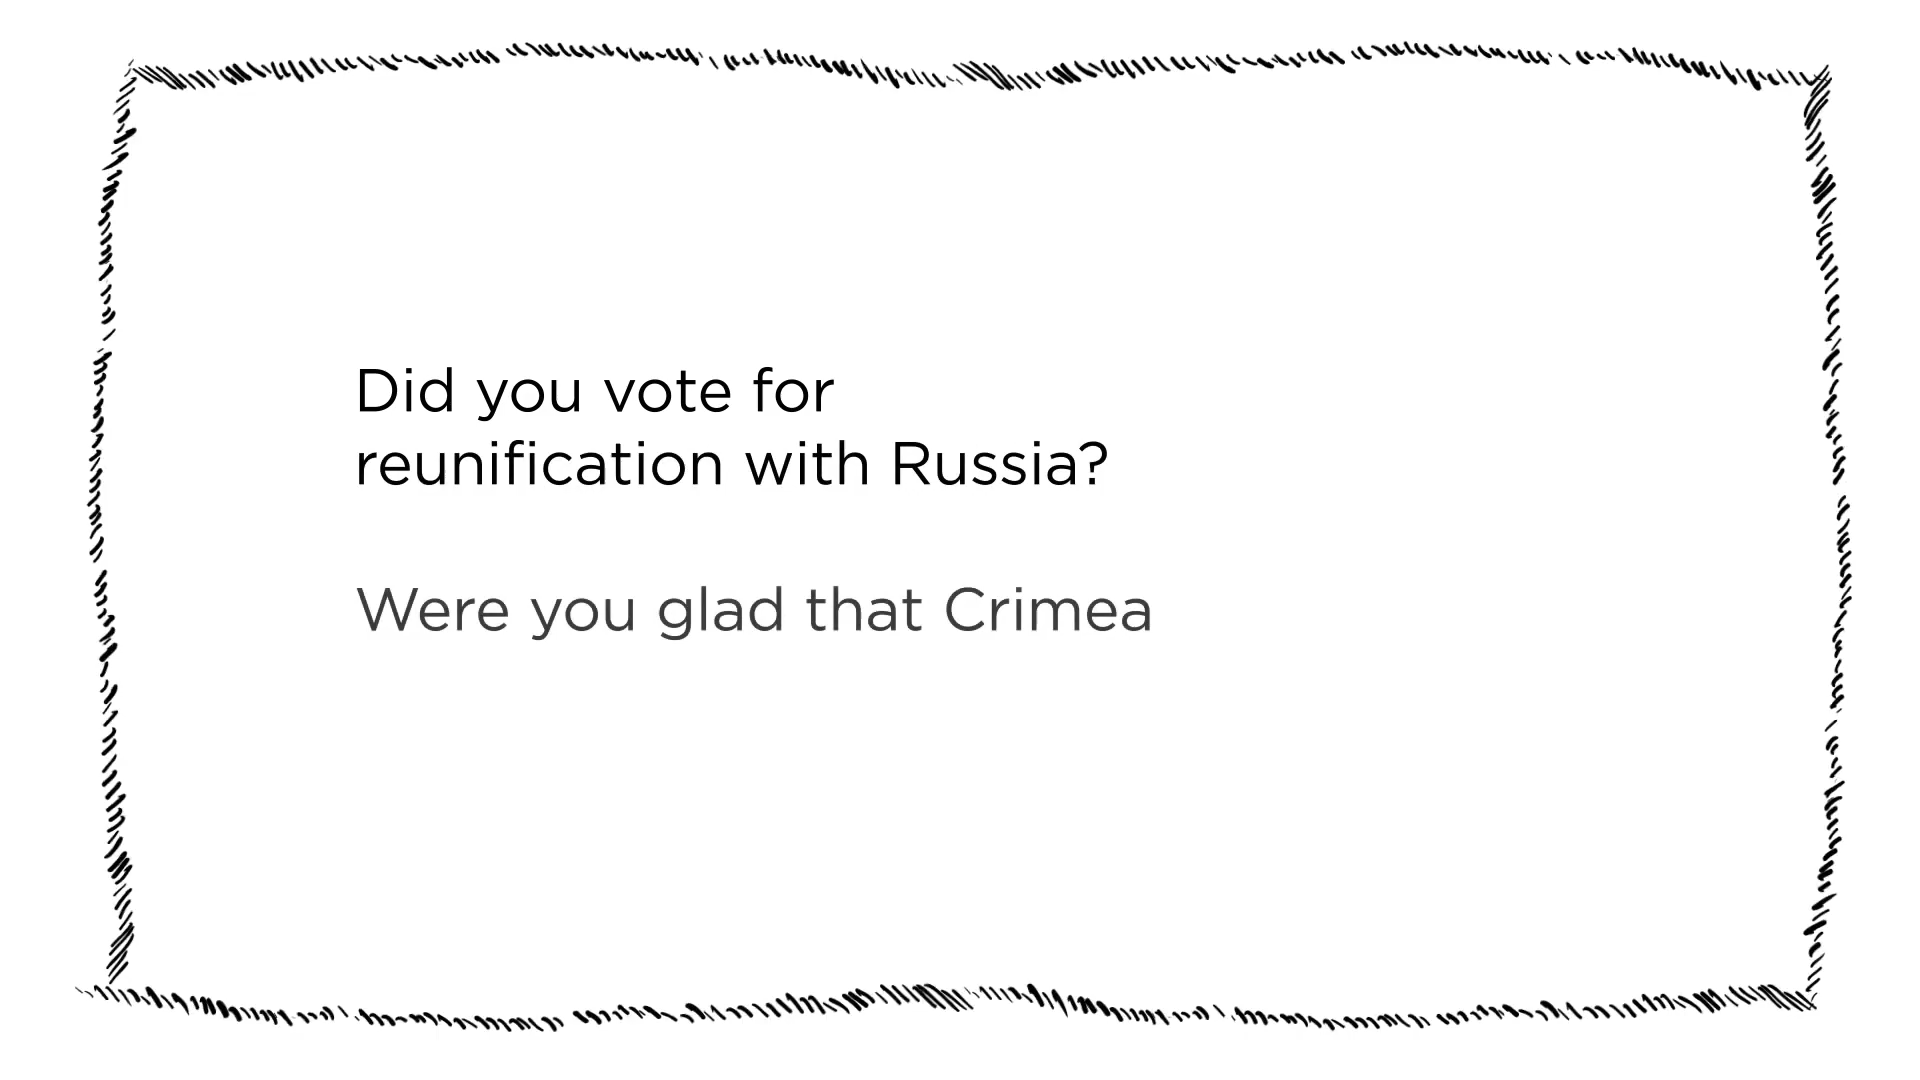 Did you vote for
reunification with Russia?
Were you glad that Crimea